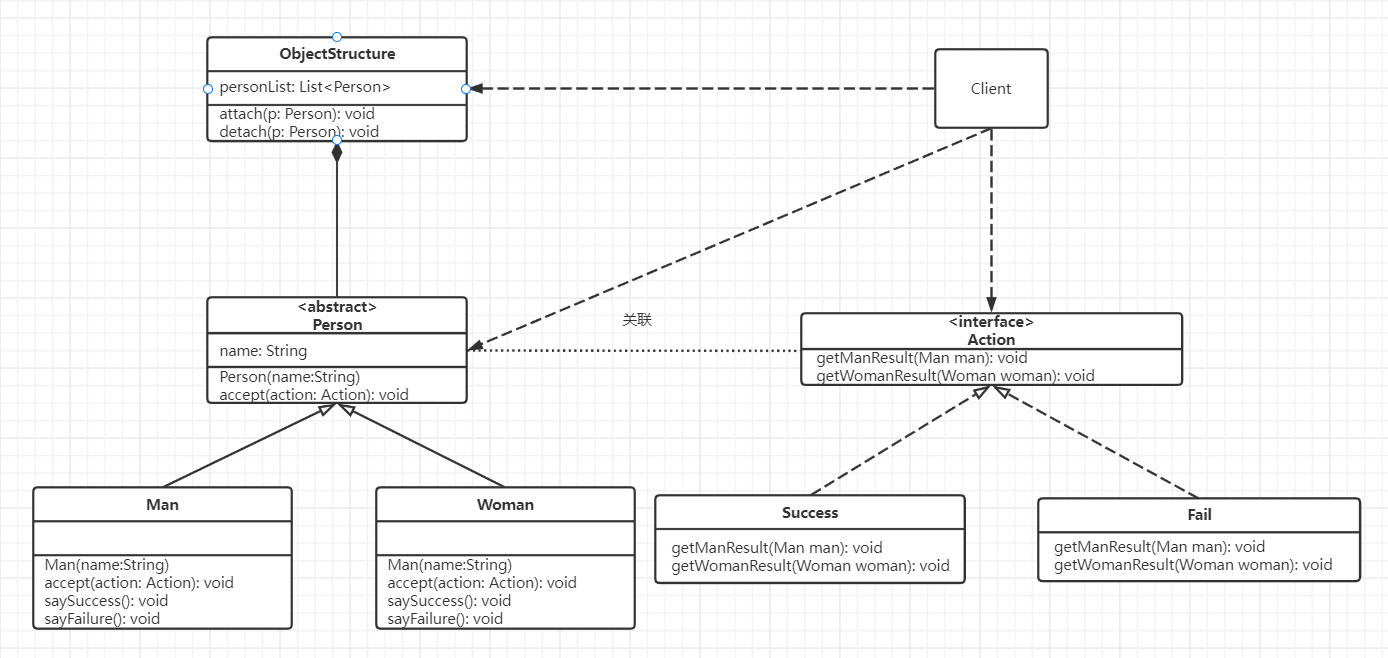 ObjectStructure
personList: List<Person>
attach(p: Person): void
detach(p: Person): void
Client
<abstract>
Person
name: String
Person(name:String)
accept(action: Action): void
关联
<interface>
Action
getManResult(Man man): void
getWomanResult(Woman woman): void
Man
Man(name:String)
accept(action: Action): void
saySuccess(): void
sayFailure(): void
Woman
Man(name:String)
accept(action: Action): void
saySuccess(): void
sayFailure(): void
Success
getManResult(Man man): void
getWomanResult(Woman woman): void
Fail
getManResult(Man man): void
getWomanResult(Woman woman): void